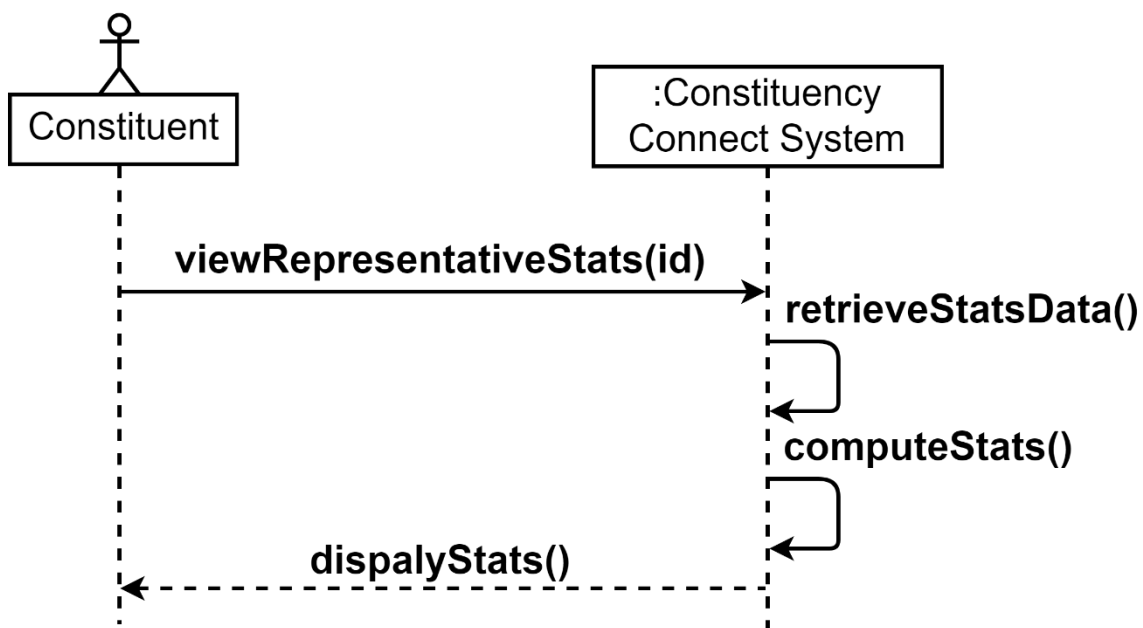 Constituent
:Constituency
Connect System
viewRepresentativeStats(id)
retrieveStatsData()
computeStats()
dispalyStats()